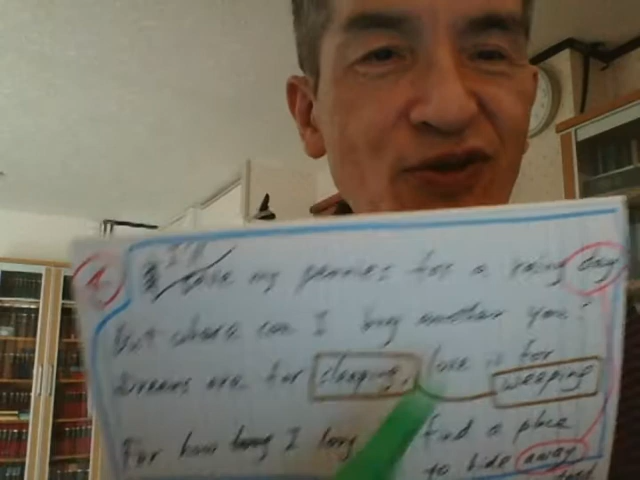 1.
I'll save my pennies for a rainy day
But where can I buy another you?
Dreams are for sleeping, love is for weeping
For how long I long find a place
to hide away